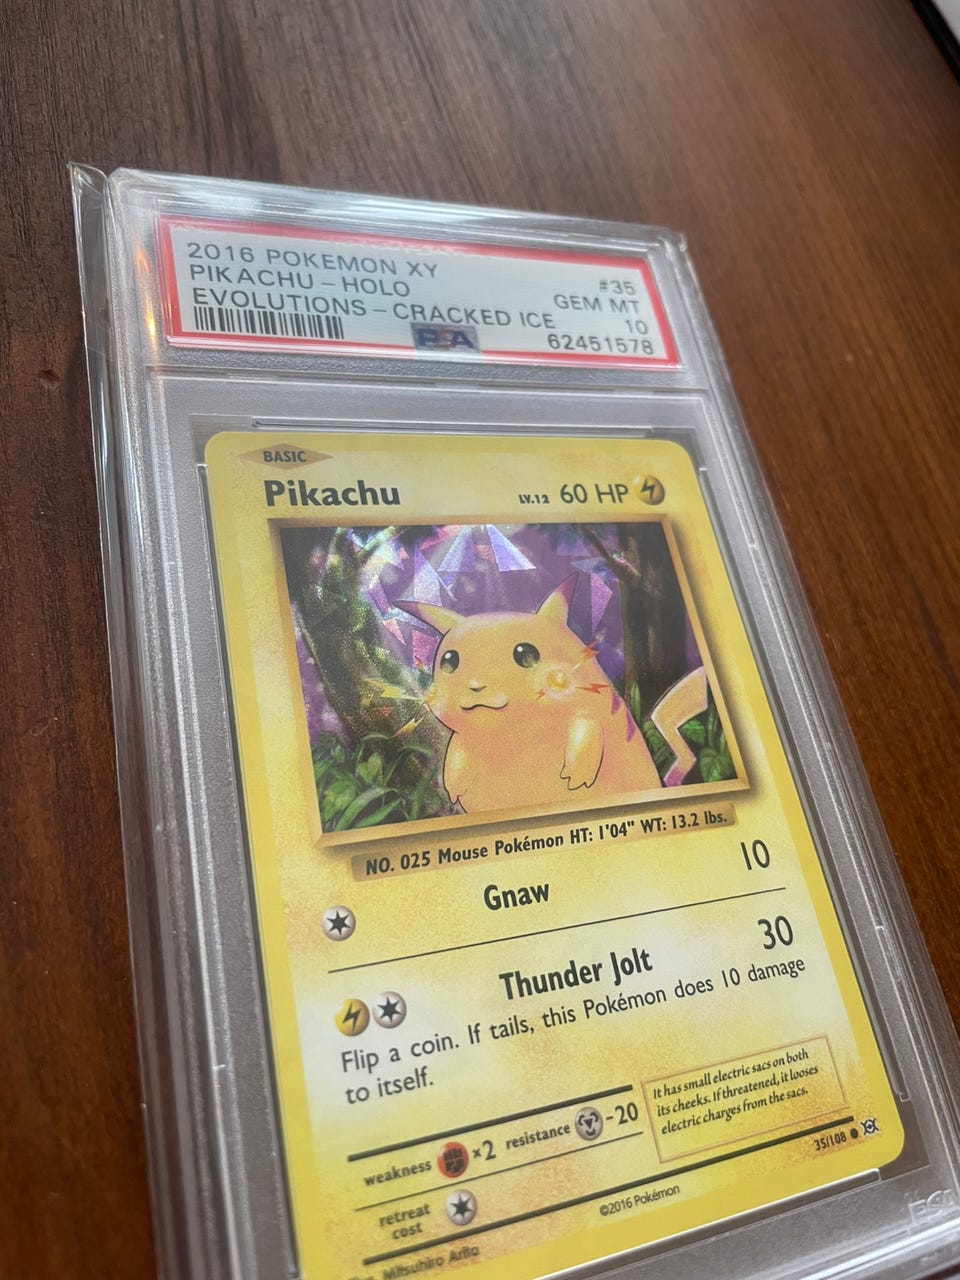 2016 POKEMON XY #35
PIKACHU - HOLO GEM MT
EVOLUTIONS - CRACKED ICE 10
PSA 62451578
BASIC
Pikachu LV.12 60 HP
NO. 025 Mouse Pokémon HT: 1'04" WT: 13.2 lbs.
Gnaw 10
Thunder Jolt 30
Flip a coin. If tails, this Pokémon does 10 damage
to itself.
It has small electric sacs on both
its cheeks. If threatened, it looses
electric charges from the sacs.
weakness ×2 resistance -20
35/108
retreat
cost
©2016 Pokémon
Mitsuhiro Arita